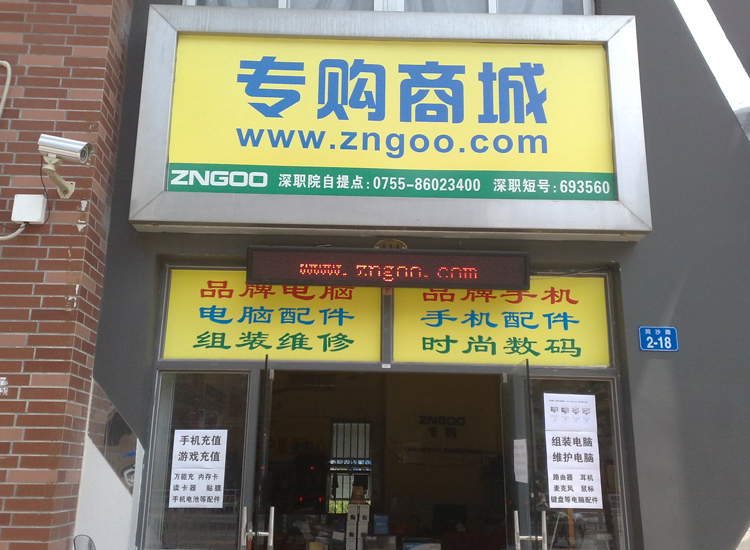 专购商城
www.zngoo.com
ZNGOO 深职院自提点:0755-86023400 深职短号:693560
www.zngoo.com
品牌电脑
电脑配件
组装维修
品牌手机
手机配件
时尚数码
2-18
手机充值
游戏充值
万能充 内存卡
读卡器 贴膜
手机电池等配件
ZNGOO
专购
组装电脑
维护电脑
路由器 耳机
麦克风 鼠标
键盘等电脑配件